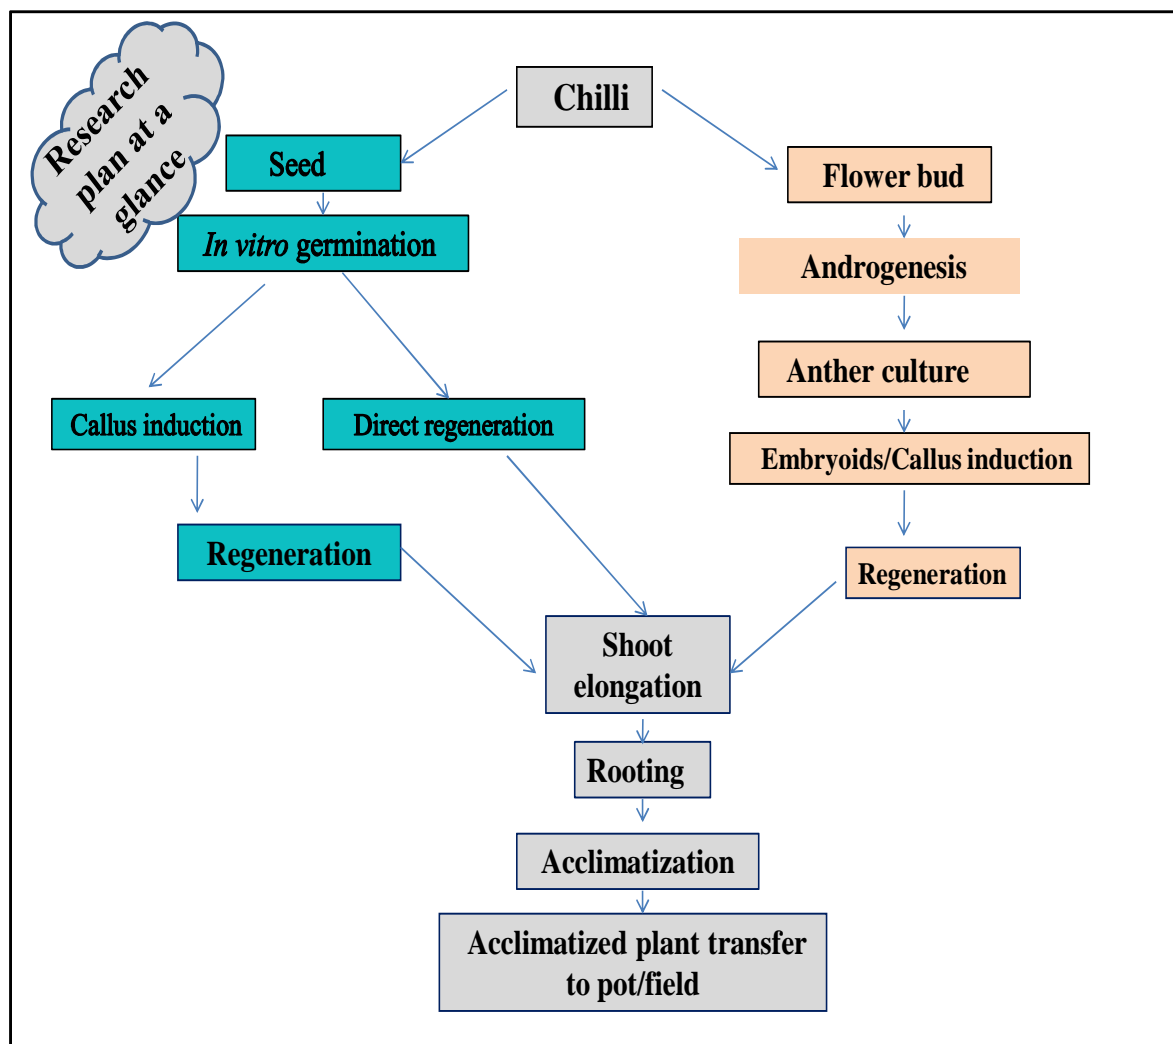 Research
plan at a
glance
Chilli
Seed
Flower bud
In vitro germination
Androgenesis
Anther culture
Callus induction
Direct regeneration
Embryoids/Callus induction
Regeneration
Regeneration
Shoot
elongation
Rooting
Acclimatization
Acclimatized plant transfer
to pot/field